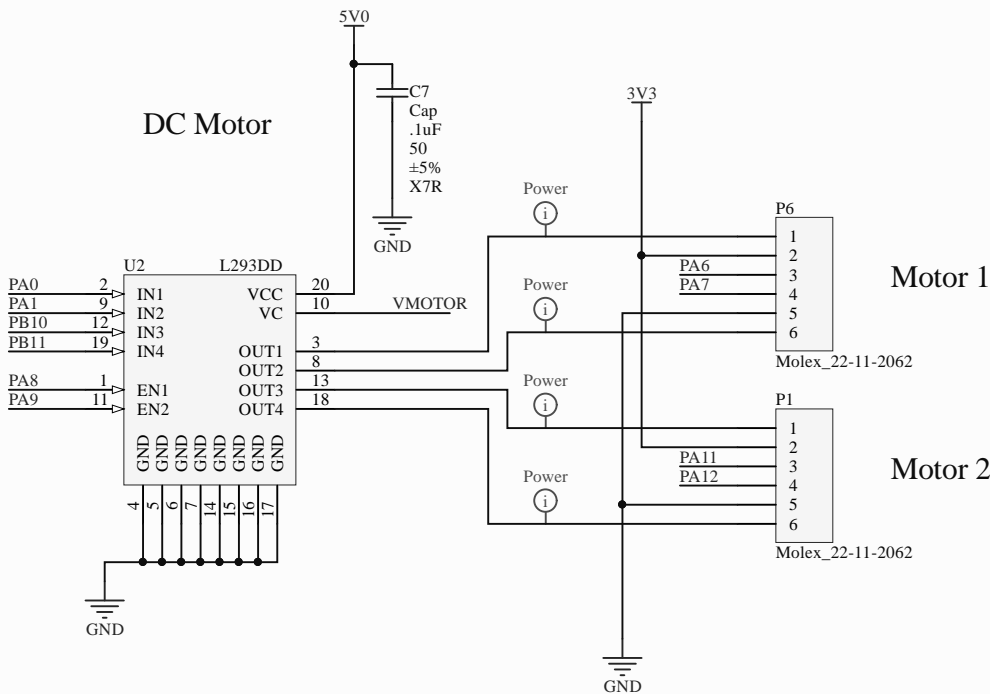 5V0
C7
Cap
.1uF
50
±5%
X7R
GND
DC Motor
3V3
Power
Power
Power
Power
U2
L293DD
PA0 2 IN1
PA1 9 IN2
PB10 12 IN3
PB11 19 IN4
PA8 1 EN1
PA9 11 EN2
VCC 20
VC 10 VMOTOR
OUT1 3
OUT2 8
OUT3 13
OUT4 18
GND GND GND GND GND GND GND GND
4 5 6 7 14 15 16 17
GND
P6
1
2
PA6 3
PA7 4
5
6
Molex_22-11-2062
Motor 1
P1
1
2
PA11 3
PA12 4
5
6
Molex_22-11-2062
Motor 2
GND